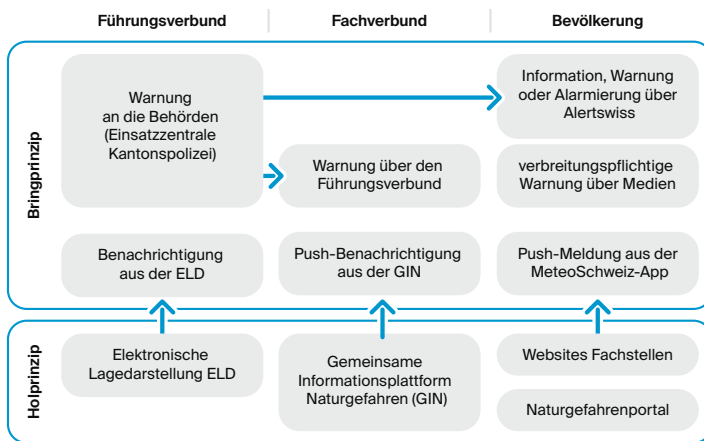 Führungsverbund
Fachverbund
Bevölkerung
Bringprinzip
Warnung
an die Behörden
(Einsatzzentrale
Kantonspolizei)
Information, Warnung
oder Alarmierung über
Alertswiss
Warnung über den
Führungsverbund
verbreitungspflichtige
Warnung über Medien
Benachrichtigung
aus der ELD
Push-Benachrichtigung
aus der GIN
Push-Meldung aus der
MeteoSchweiz-App
Holprinzip
Elektronische
Lagedarstellung ELD
Gemeinsame
Informationsplattform
Naturgefahren (GIN)
Websites Fachstellen
Naturgefahrenportal